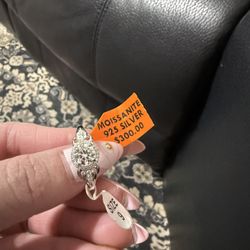 MOISSANITE
925 SILVER
$300.00